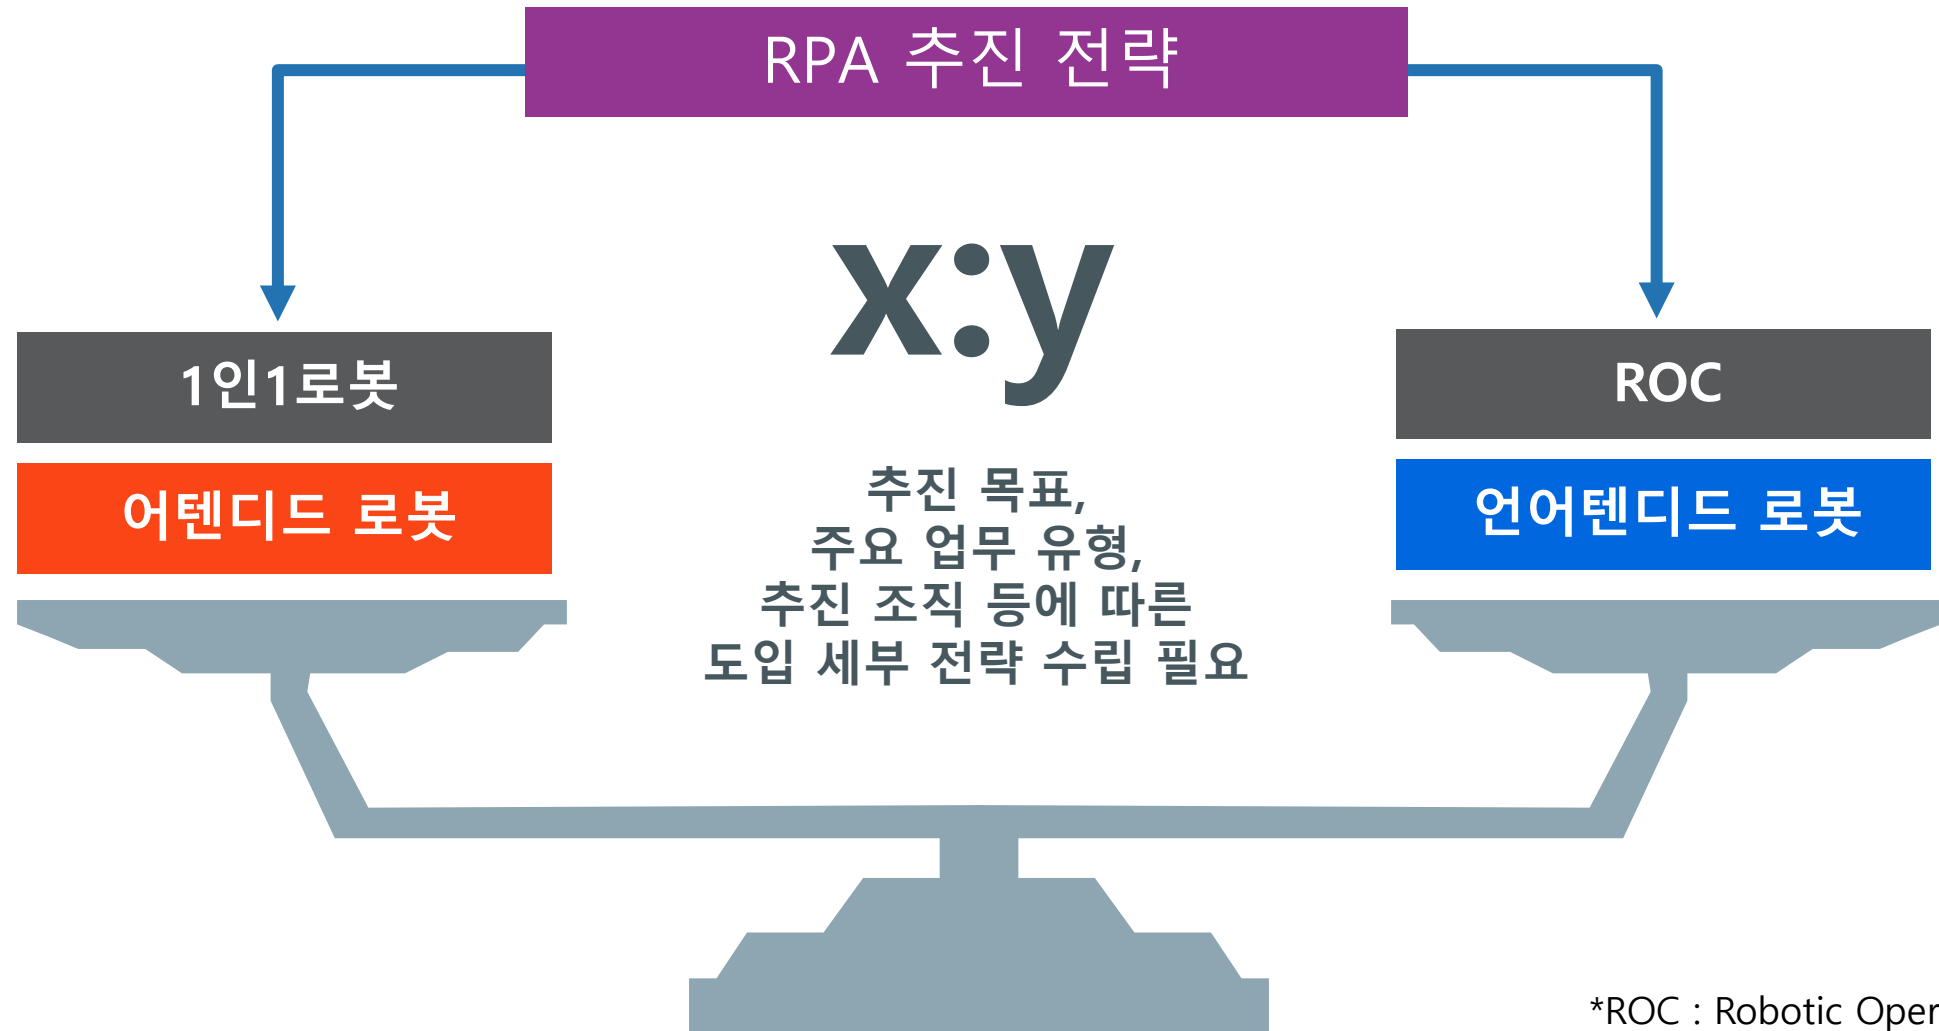 RPA 추진 전략
x:y
1인1로봇
ROC
어텐디드 로봇
언어텐디드 로봇
추진 목표,
주요 업무 유형,
추진 조직 등에 따른
도입 세부 전략 수립 필요
*ROC : Robotic